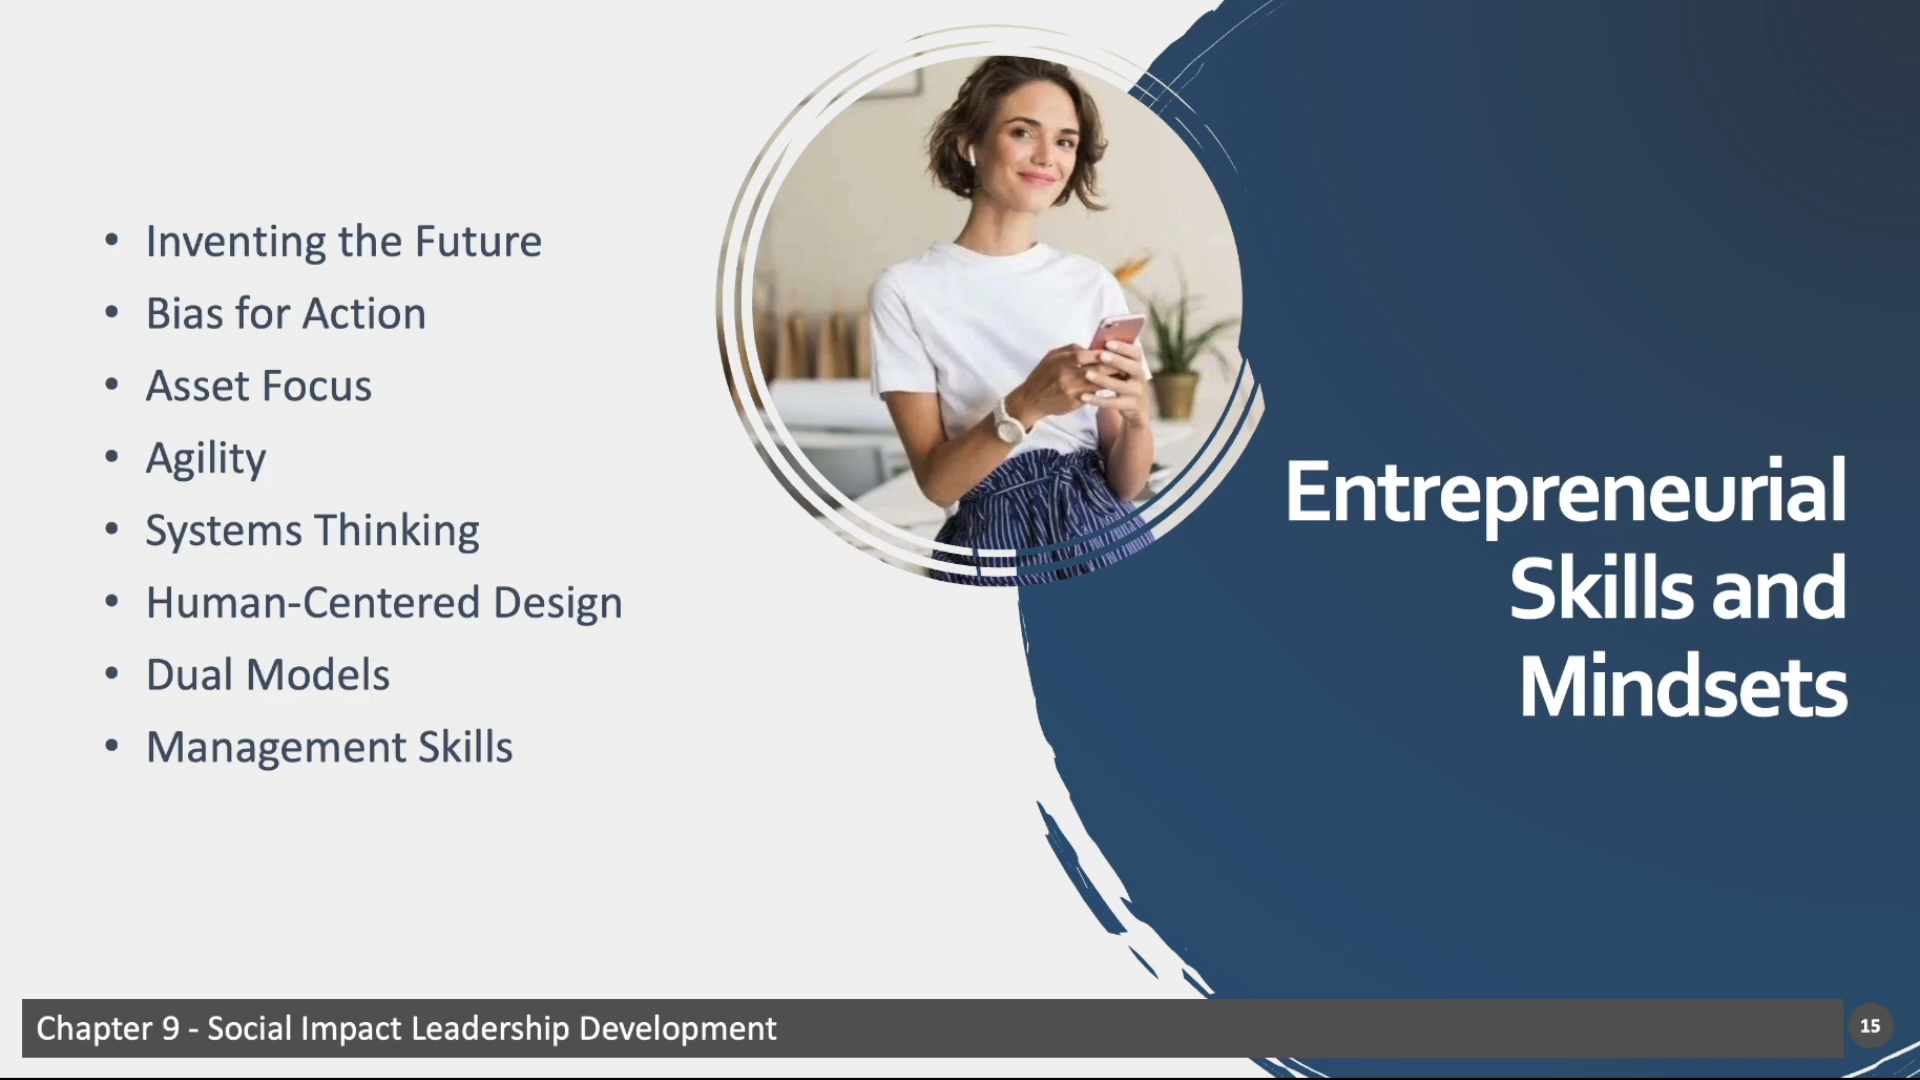 • Inventing the Future
• Bias for Action
• Asset Focus
• Agility
• Systems Thinking
• Human-Centered Design
• Dual Models
• Management Skills
Entrepreneurial
Skills and
Mindsets
Chapter 9 - Social Impact Leadership Development
15